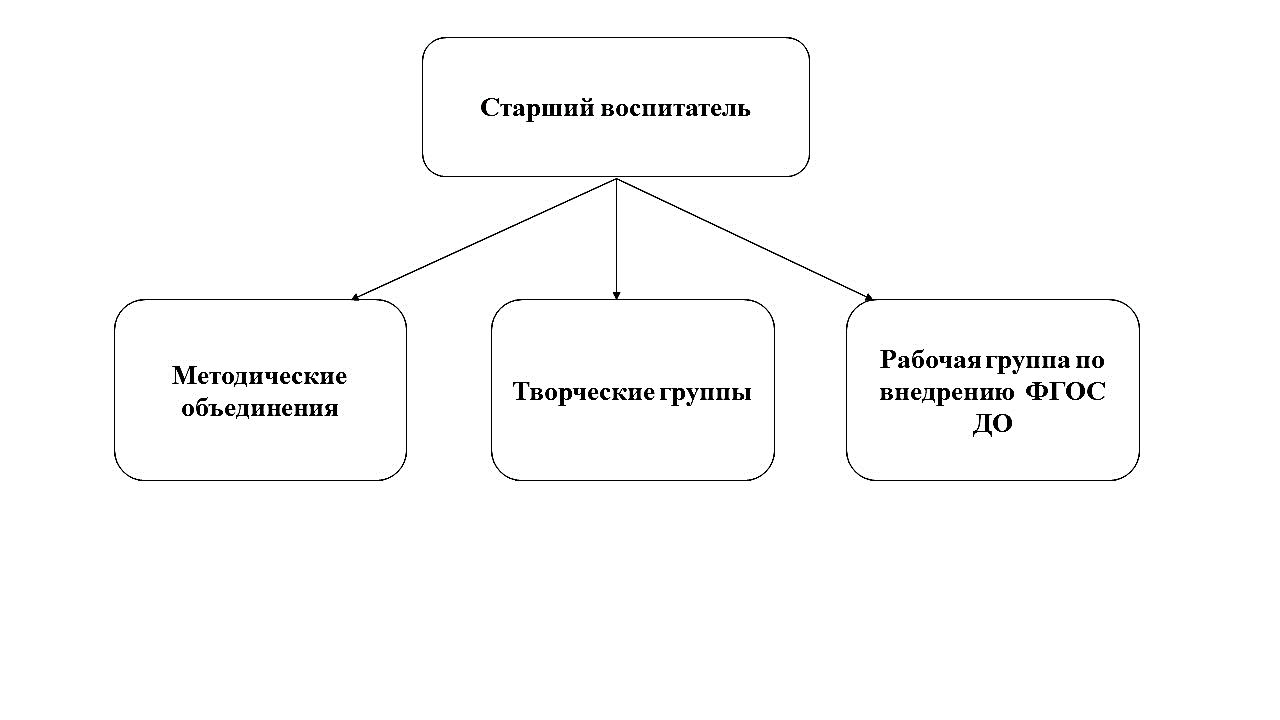 Старший воспитатель
Методические
объединения
Творческие группы
Рабочая группа по
внедрению ФГОС
ДО